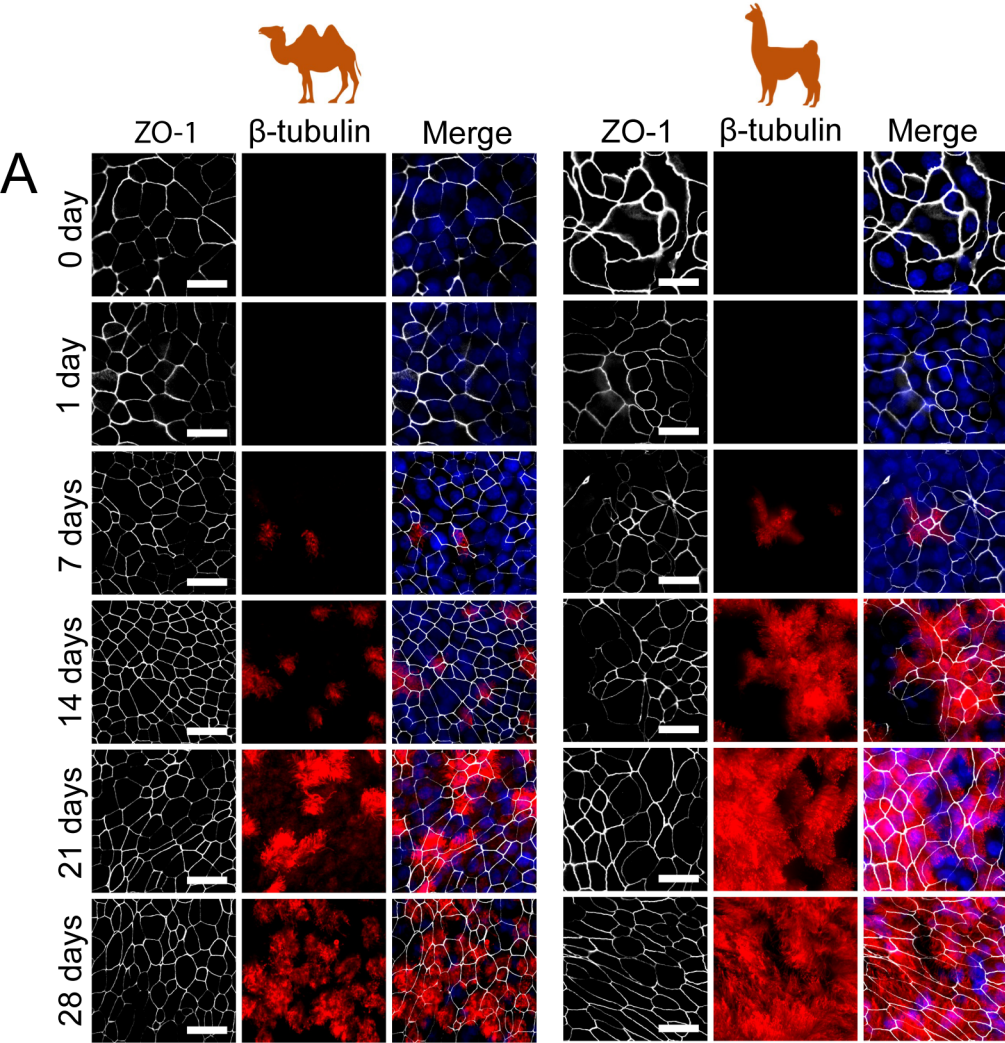 ZO-1 β-tubulin Merge ZO-1 β-tubulin Merge
A
0 day
1 day
7 days
14 days
21 days
28 days